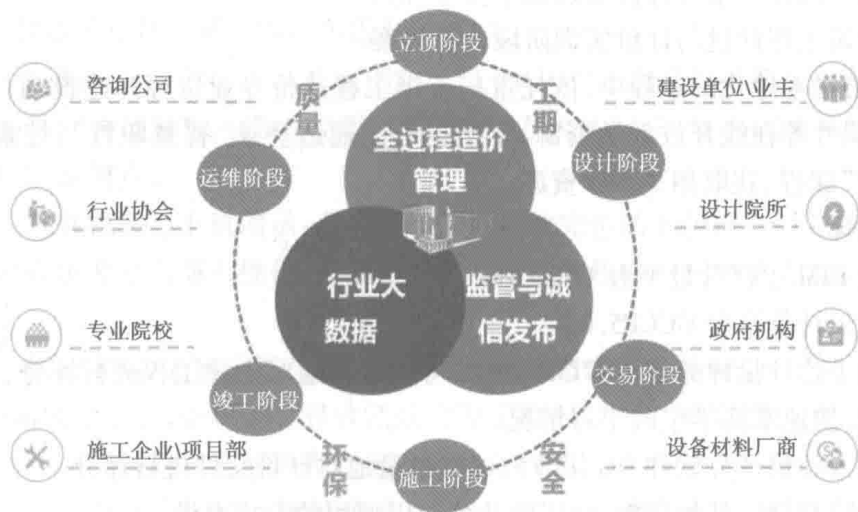 立顶阶段
咨询公司
质量
工期
建设单位\业主
全过程造价
管理
运维阶段
设计阶段
行业协会
设计院所
行业大
数据
监管与诚
信发布
专业院校
政府机构
竣工阶段
交易阶段
施工企业\项目部
环保
施工阶段
安全
设备材料厂商